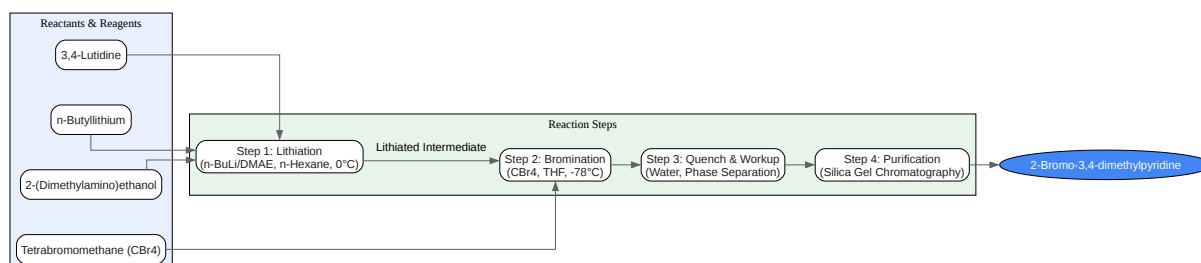 Reactants & Reagents
3,4-Lutidine
n-Butyllithium
2-(Dimethylamino)ethanol
Tetrabromomethane (CBr4)
Reaction Steps
Step 1: Lithiation
(n-BuLi/DMAE, n-Hexane, 0°C)
Lithiated Intermediate
Step 2: Bromination
(CBr4, THF, -78°C)
Step 3: Quench & Workup
(Water, Phase Separation)
Step 4: Purification
(Silica Gel Chromatography)
2-Bromo-3,4-dimethylpyridine